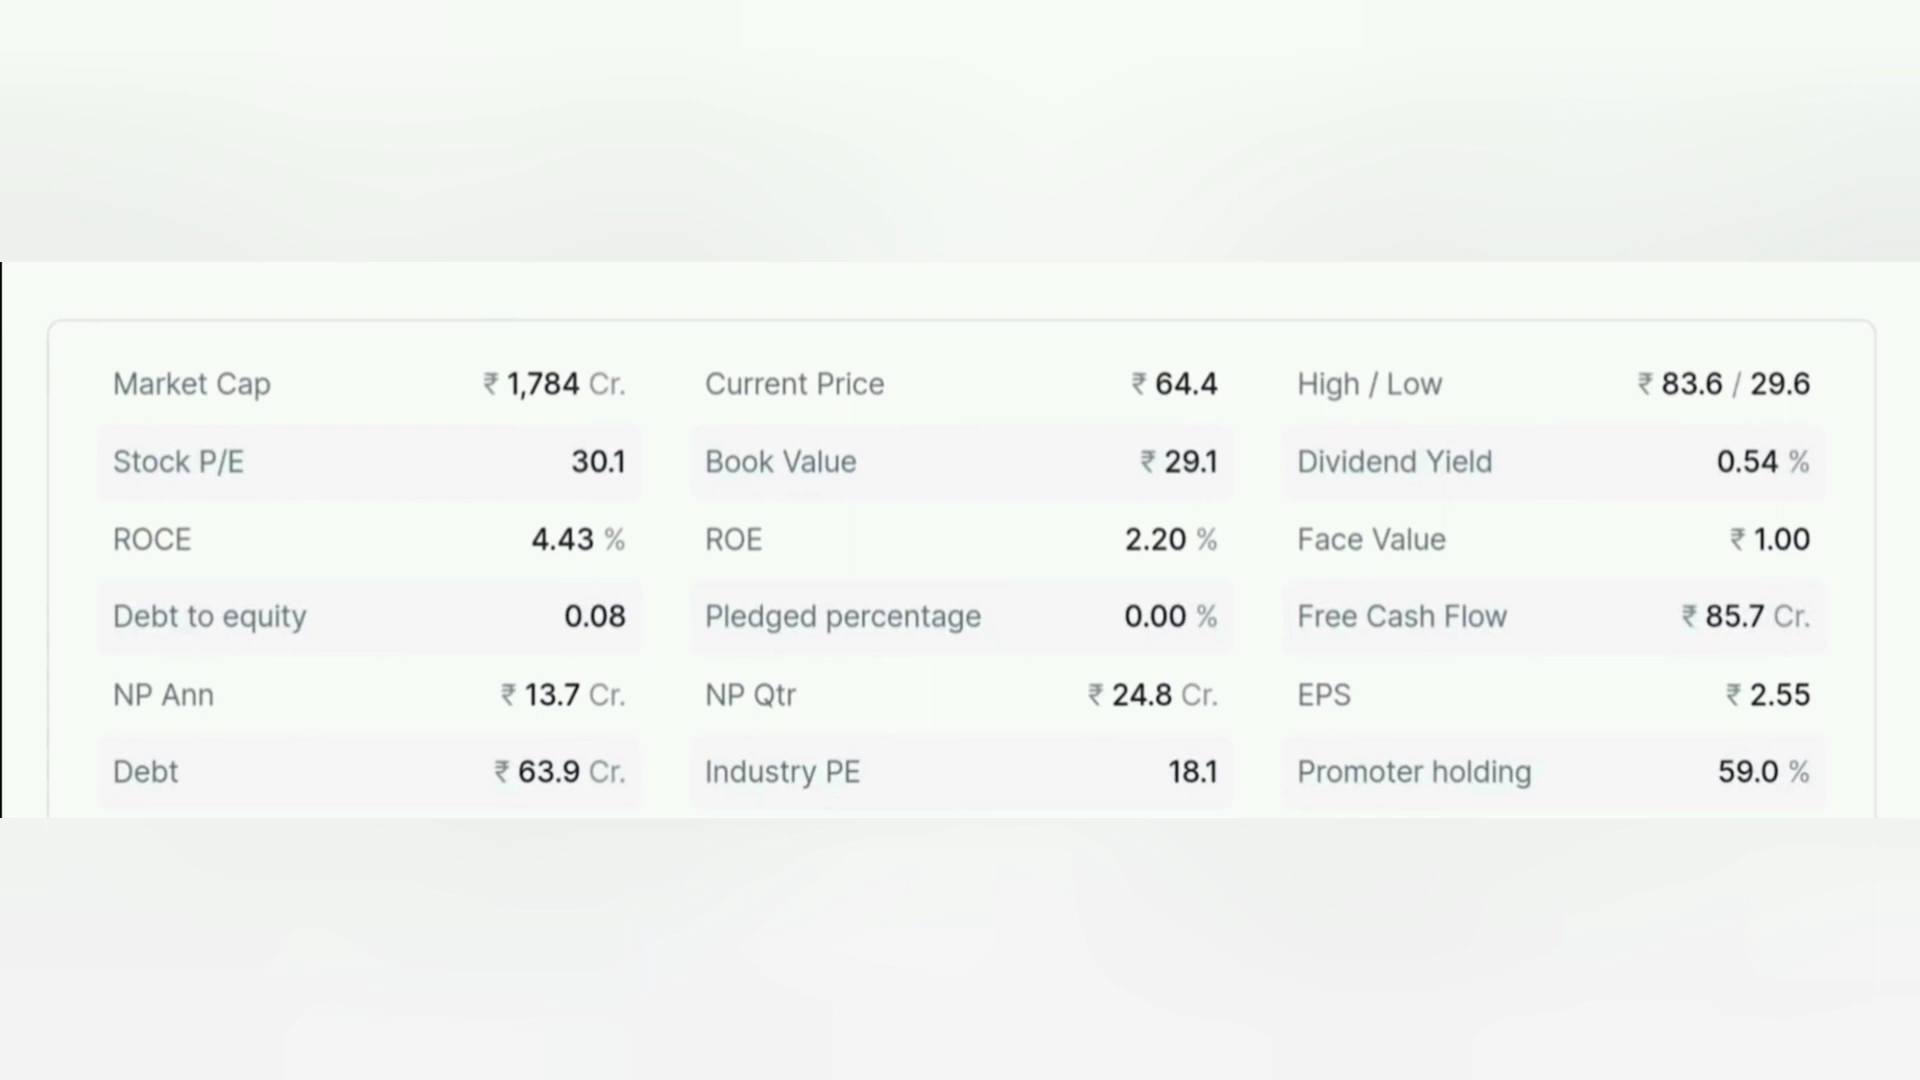 Market Cap ₹ 1,784 Cr. Current Price ₹ 64.4 High / Low ₹ 83.6 / 29.6
Stock P/E 30.1 Book Value ₹ 29.1 Dividend Yield 0.54 %
ROCE 4.43 % ROE 2.20 % Face Value ₹ 1.00
Debt to equity 0.08 Pledged percentage 0.00 % Free Cash Flow ₹ 85.7 Cr.
NP Ann ₹ 13.7 Cr. NP Qtr ₹ 24.8 Cr. EPS ₹ 2.55
Debt ₹ 63.9 Cr. Industry PE 18.1 Promoter holding 59.0 %